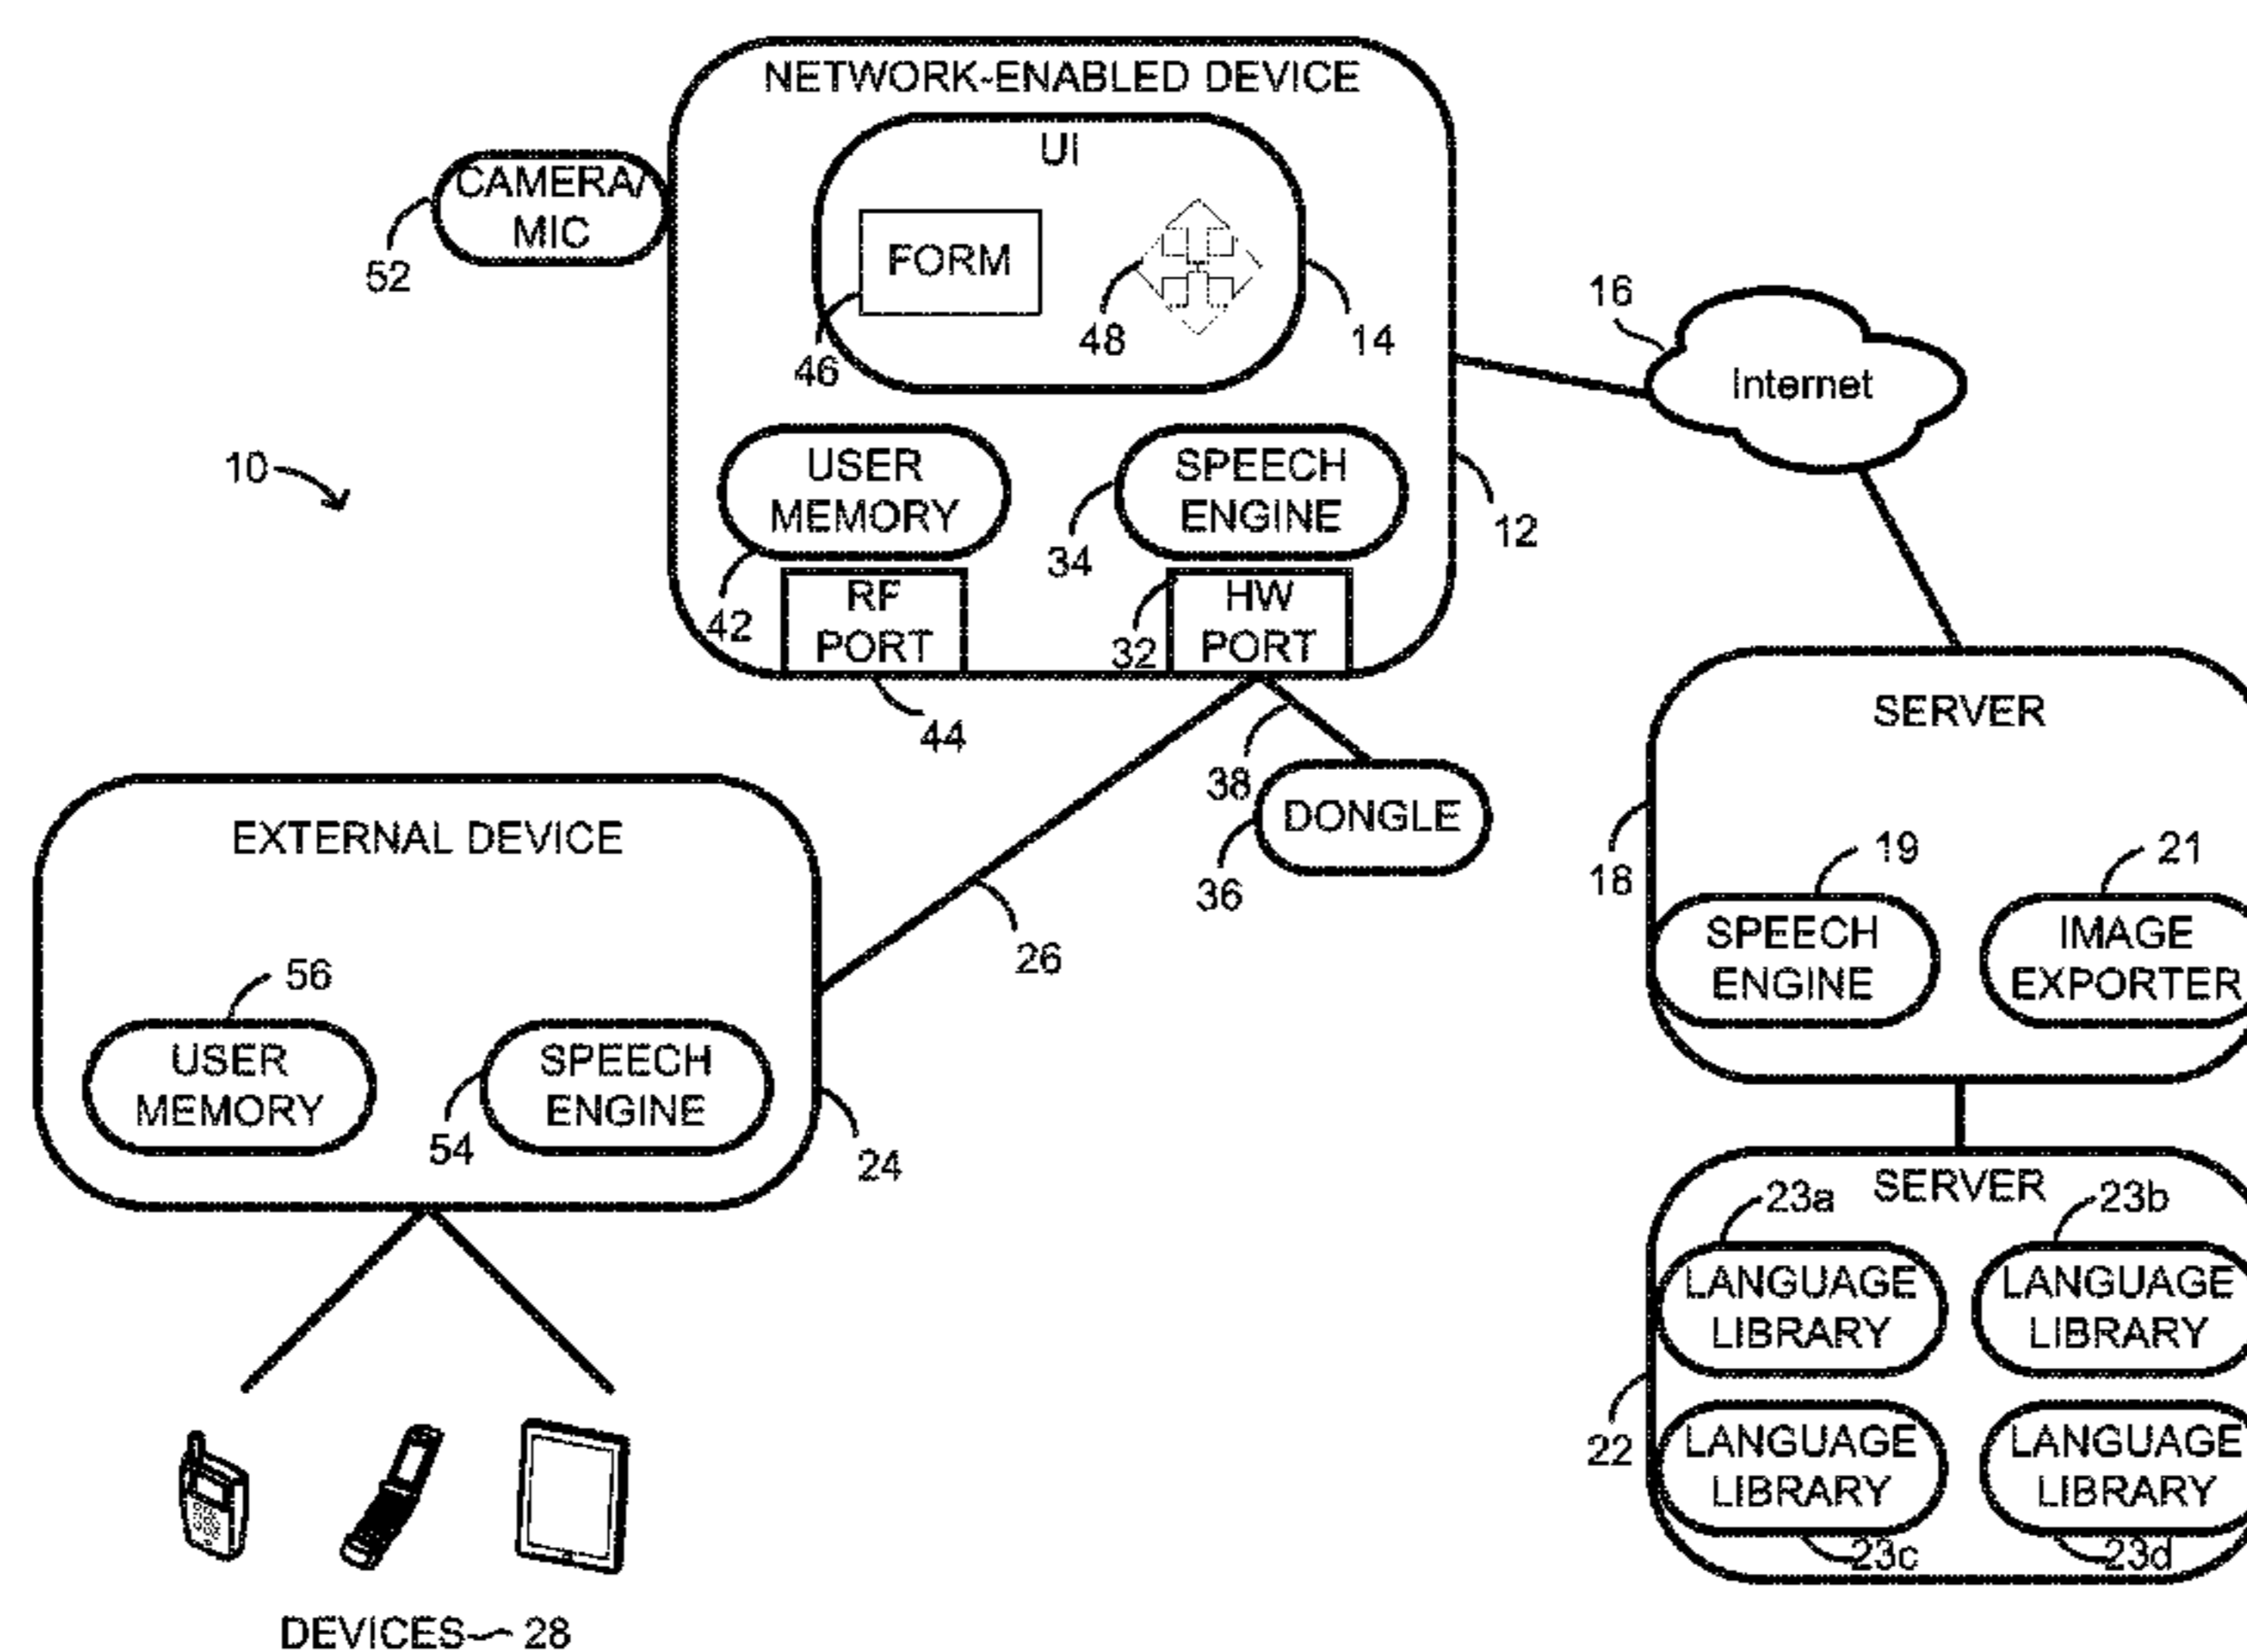 NETWORK-ENABLED DEVICE
UI
CAMERA/
MIC
52
FORM
46
48
14
16
Internet
10
USER
MEMORY
42
SPEECH
ENGINE
34
12
RF
PORT
44
32
HW
PORT
38
DONGLE
36
26
EXTERNAL DEVICE
56
USER
MEMORY
SPEECH
ENGINE
54
24
DEVICES
28
SERVER
18
19
21
SPEECH
ENGINE
IMAGE
EXPORTER
SERVER
23a
23b
LANGUAGE
LIBRARY
LANGUAGE
LIBRARY
22
LANGUAGE
LIBRARY
LANGUAGE
LIBRARY
23c
23d